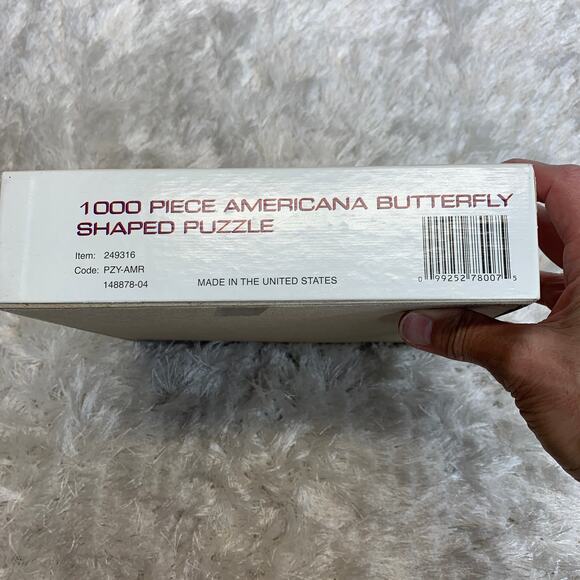 1000 PIECE AMERICANA BUTTERFLY
SHAPED PUZZLE
Item: 249316
Code: PZY-AMR
148878-04
MADE IN THE UNITED STATES
0 99252 78007 5